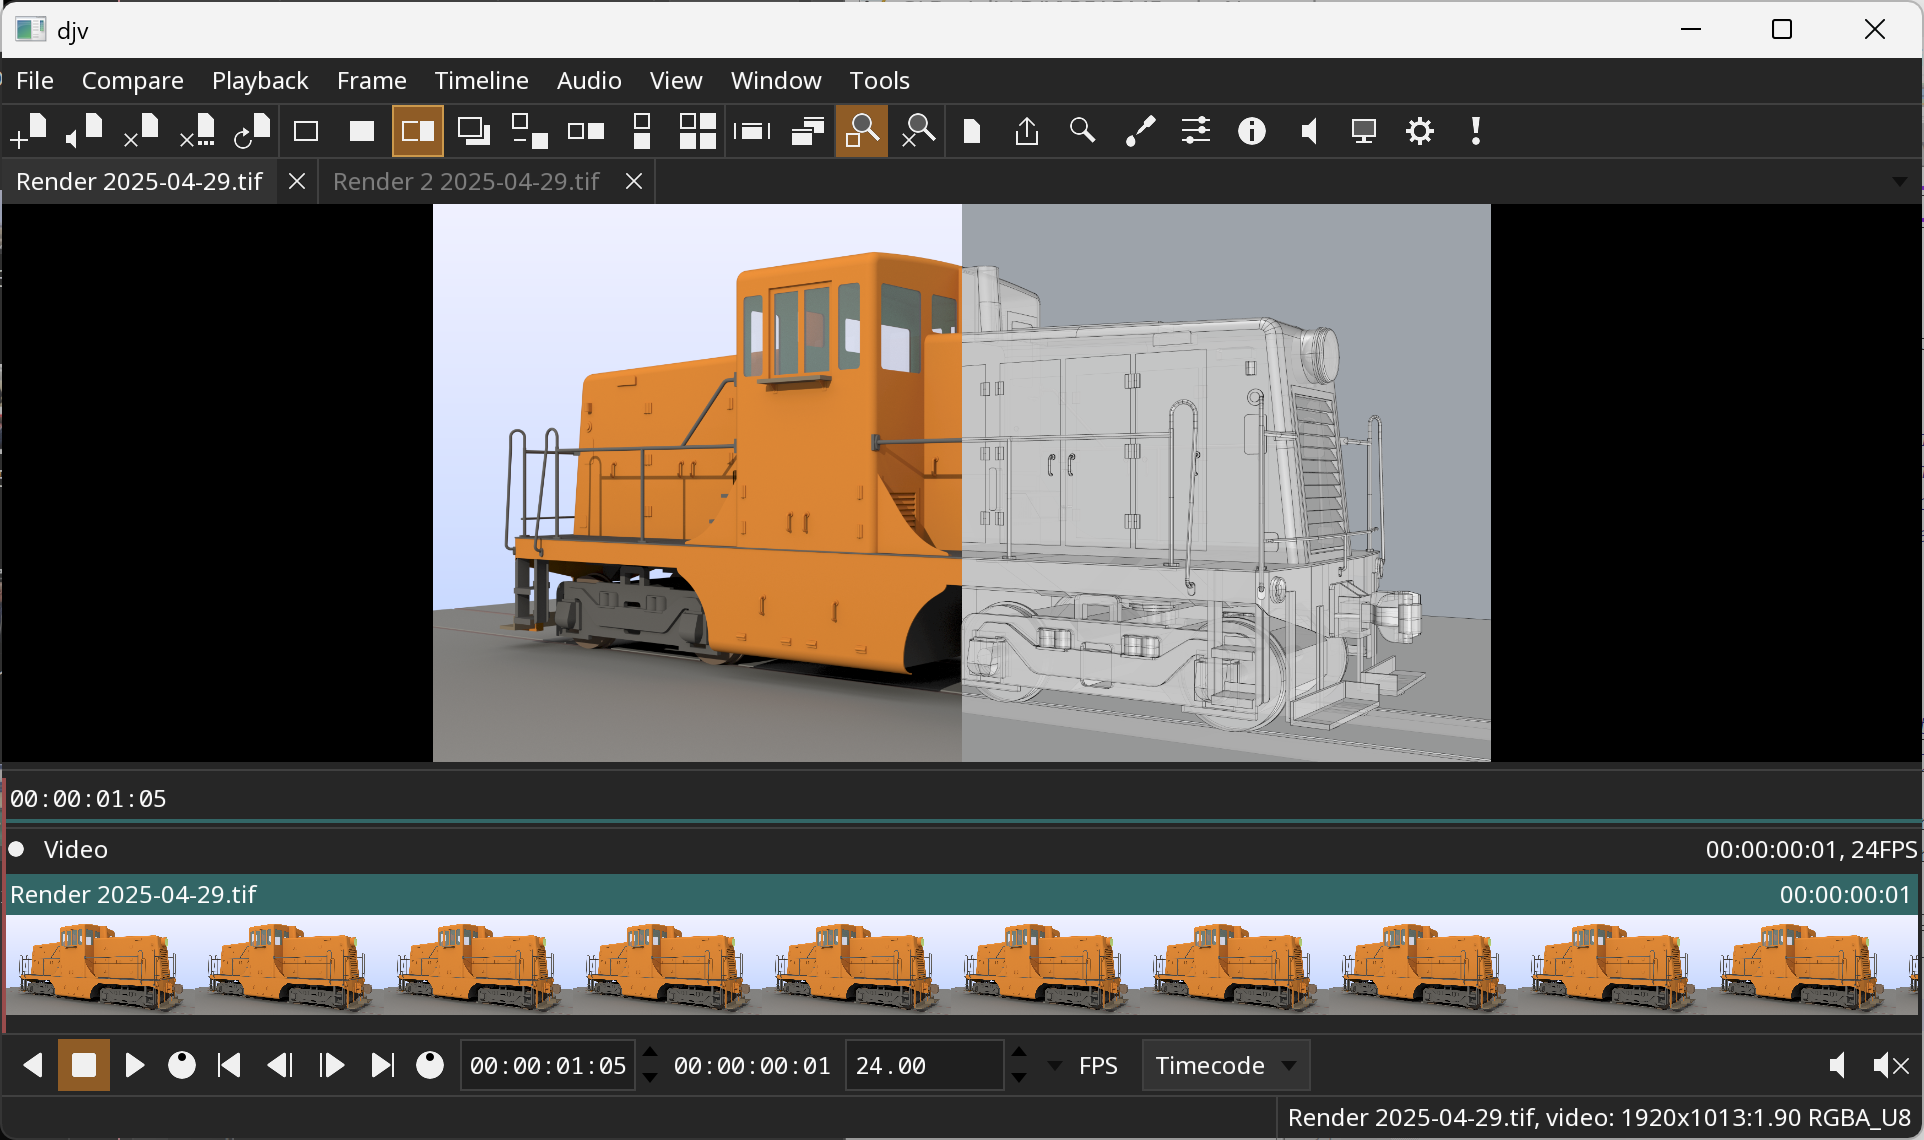 djv
File Compare Playback Frame Timeline Audio View Window Tools
Render 2025-04-29.tif Render 2 2025-04-29.tif
00:00:01:05
Video 00:00:00:01, 24FPS
Render 2025-04-29.tif 00:00:00:01
00:00:01:05 00:00:00:01 24.00 FPS Timecode
Render 2025-04-29.tif, video: 1920x1013:1.90 RGBA_U8